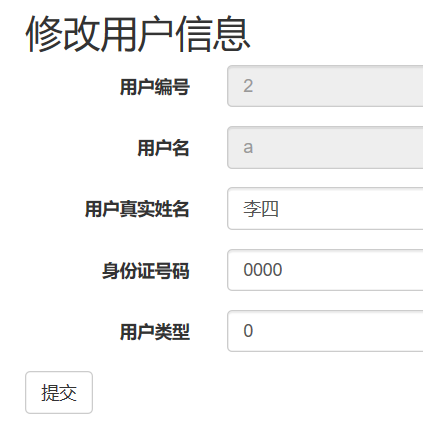 修改用户信息
用户编号 2
用户名 a
用户真实姓名 李四
身份证号码 0000
用户类型 0
提交